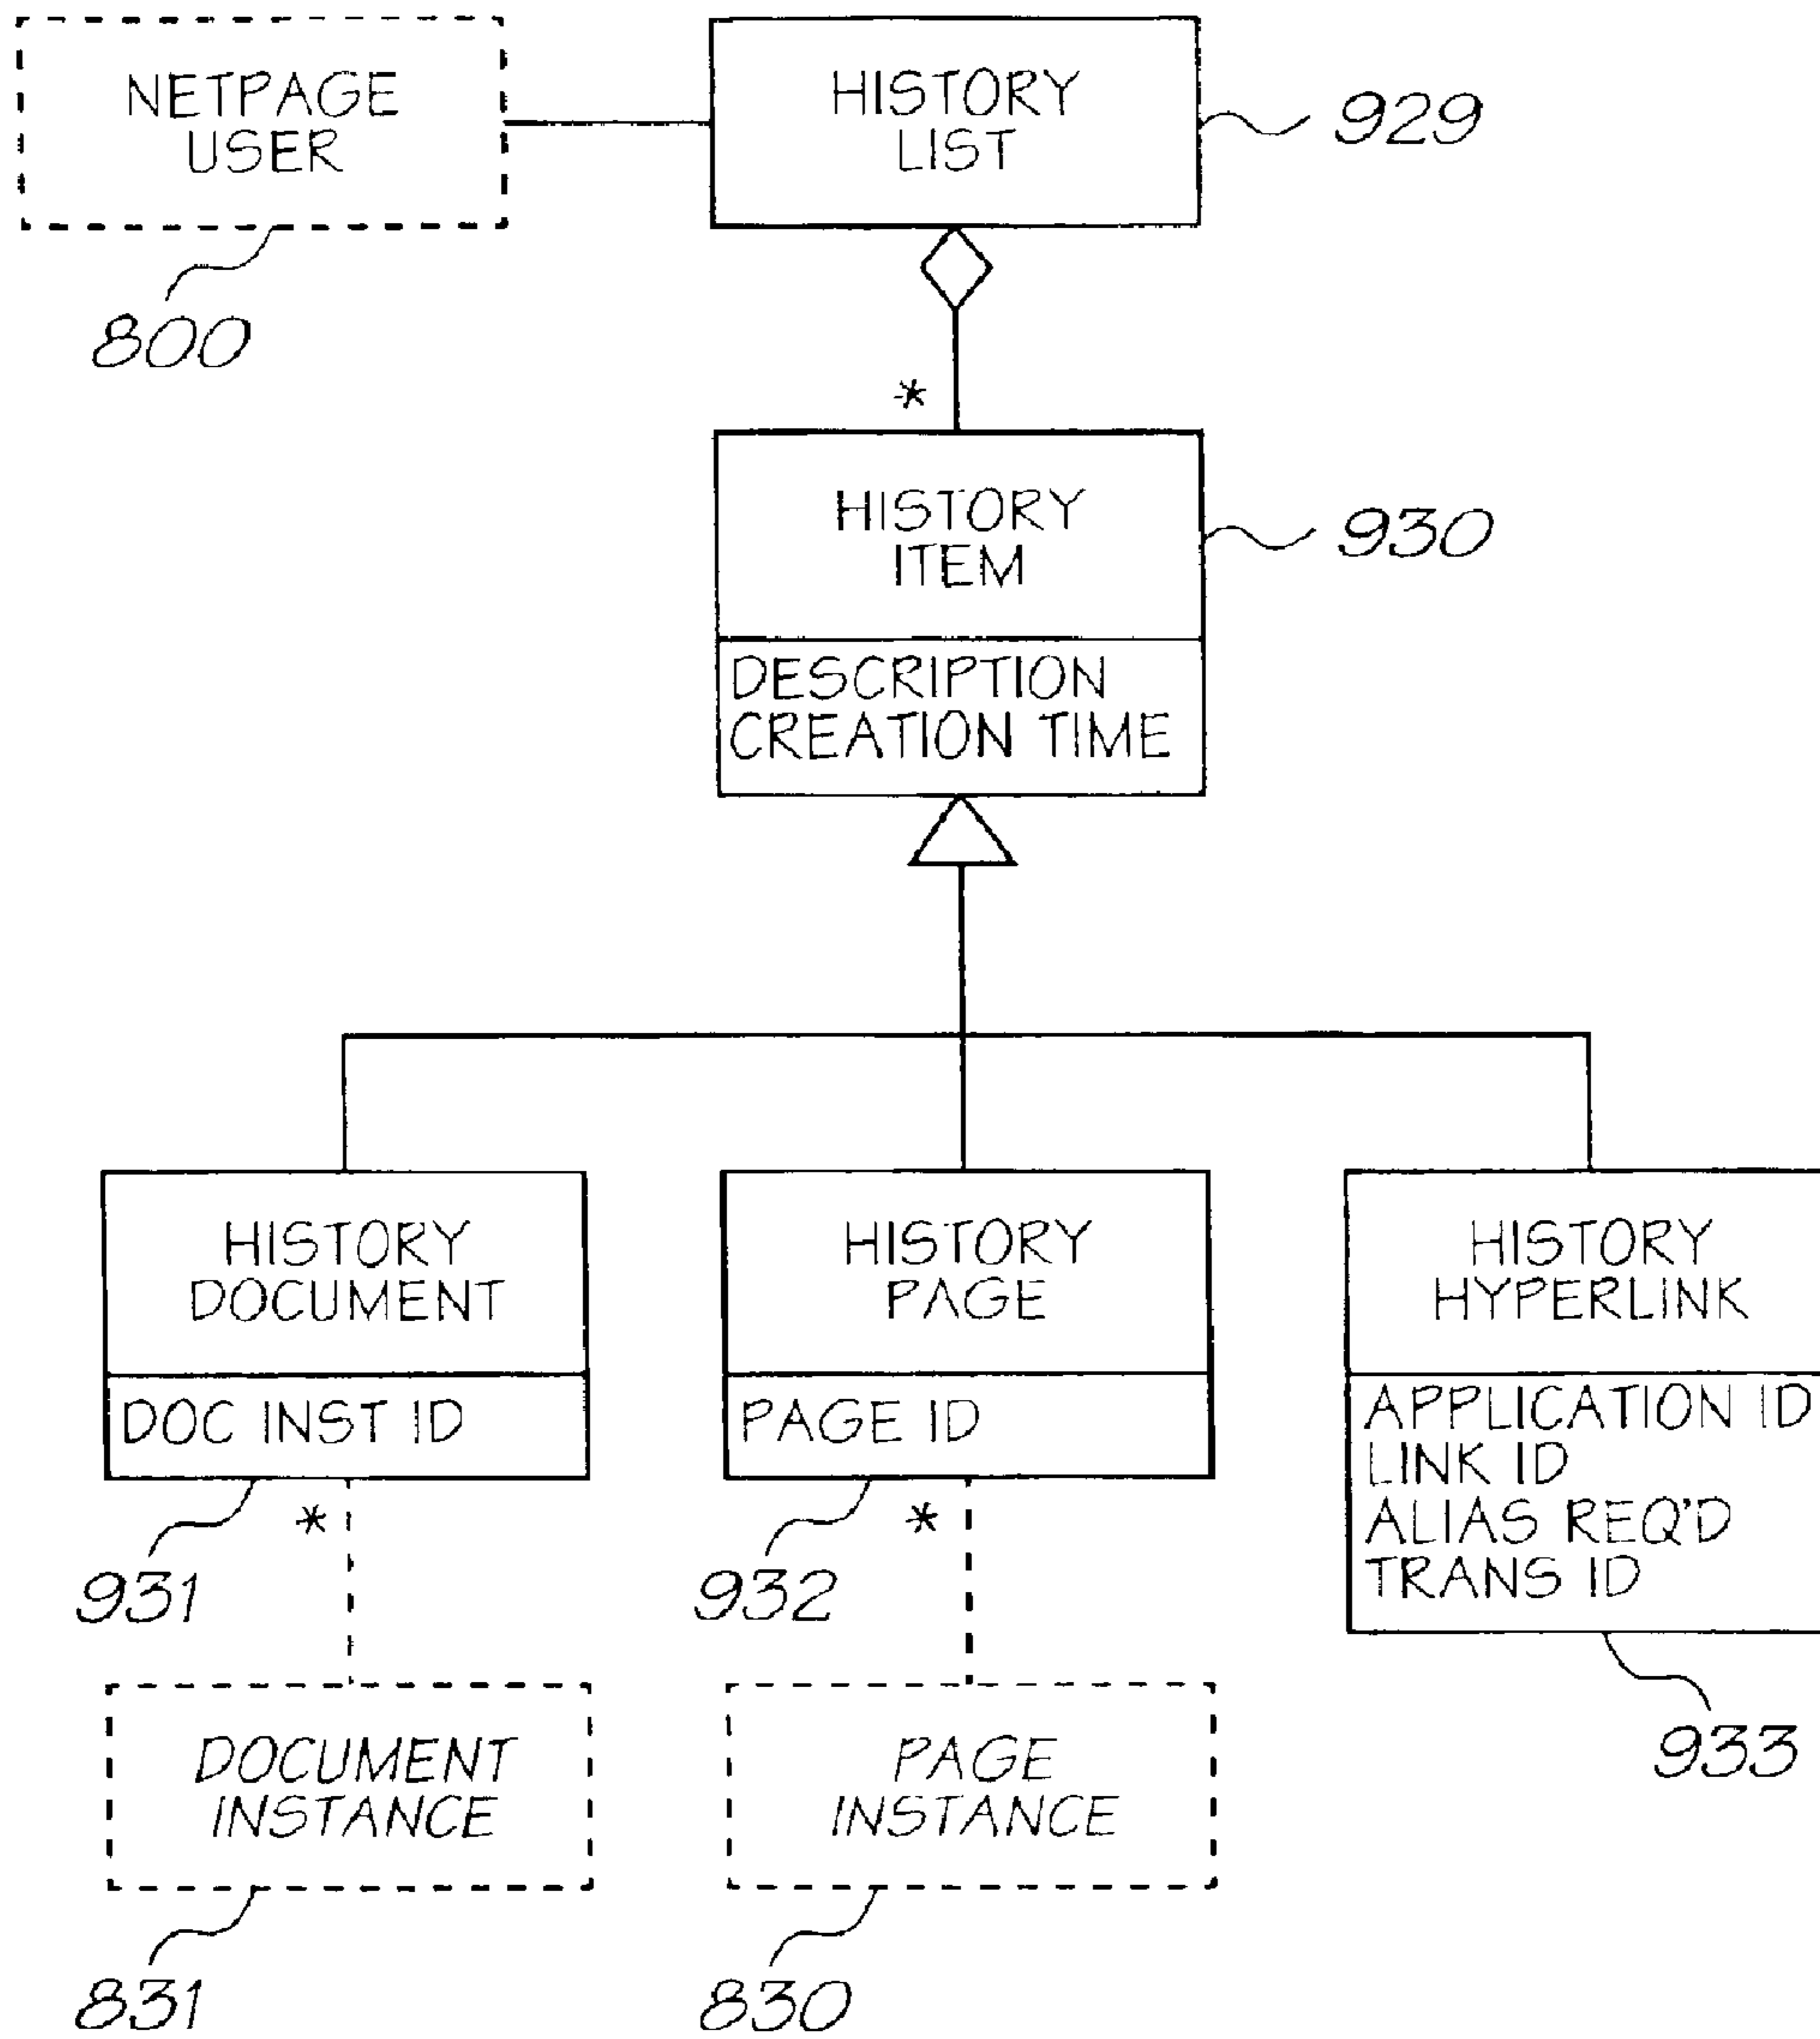 NETPAGE
USER
800
HISTORY
LIST
929
*
HISTORY
ITEM
930
DESCRIPTION
CREATION TIME
HISTORY
DOCUMENT
DOC INST ID
931
*
HISTORY
PAGE
PAGE ID
932
*
HISTORY
HYPERLINK
APPLICATION ID
LINK ID
ALIAS REQ'D
TRANS ID
933
DOCUMENT
INSTANCE
831
PAGE
INSTANCE
830